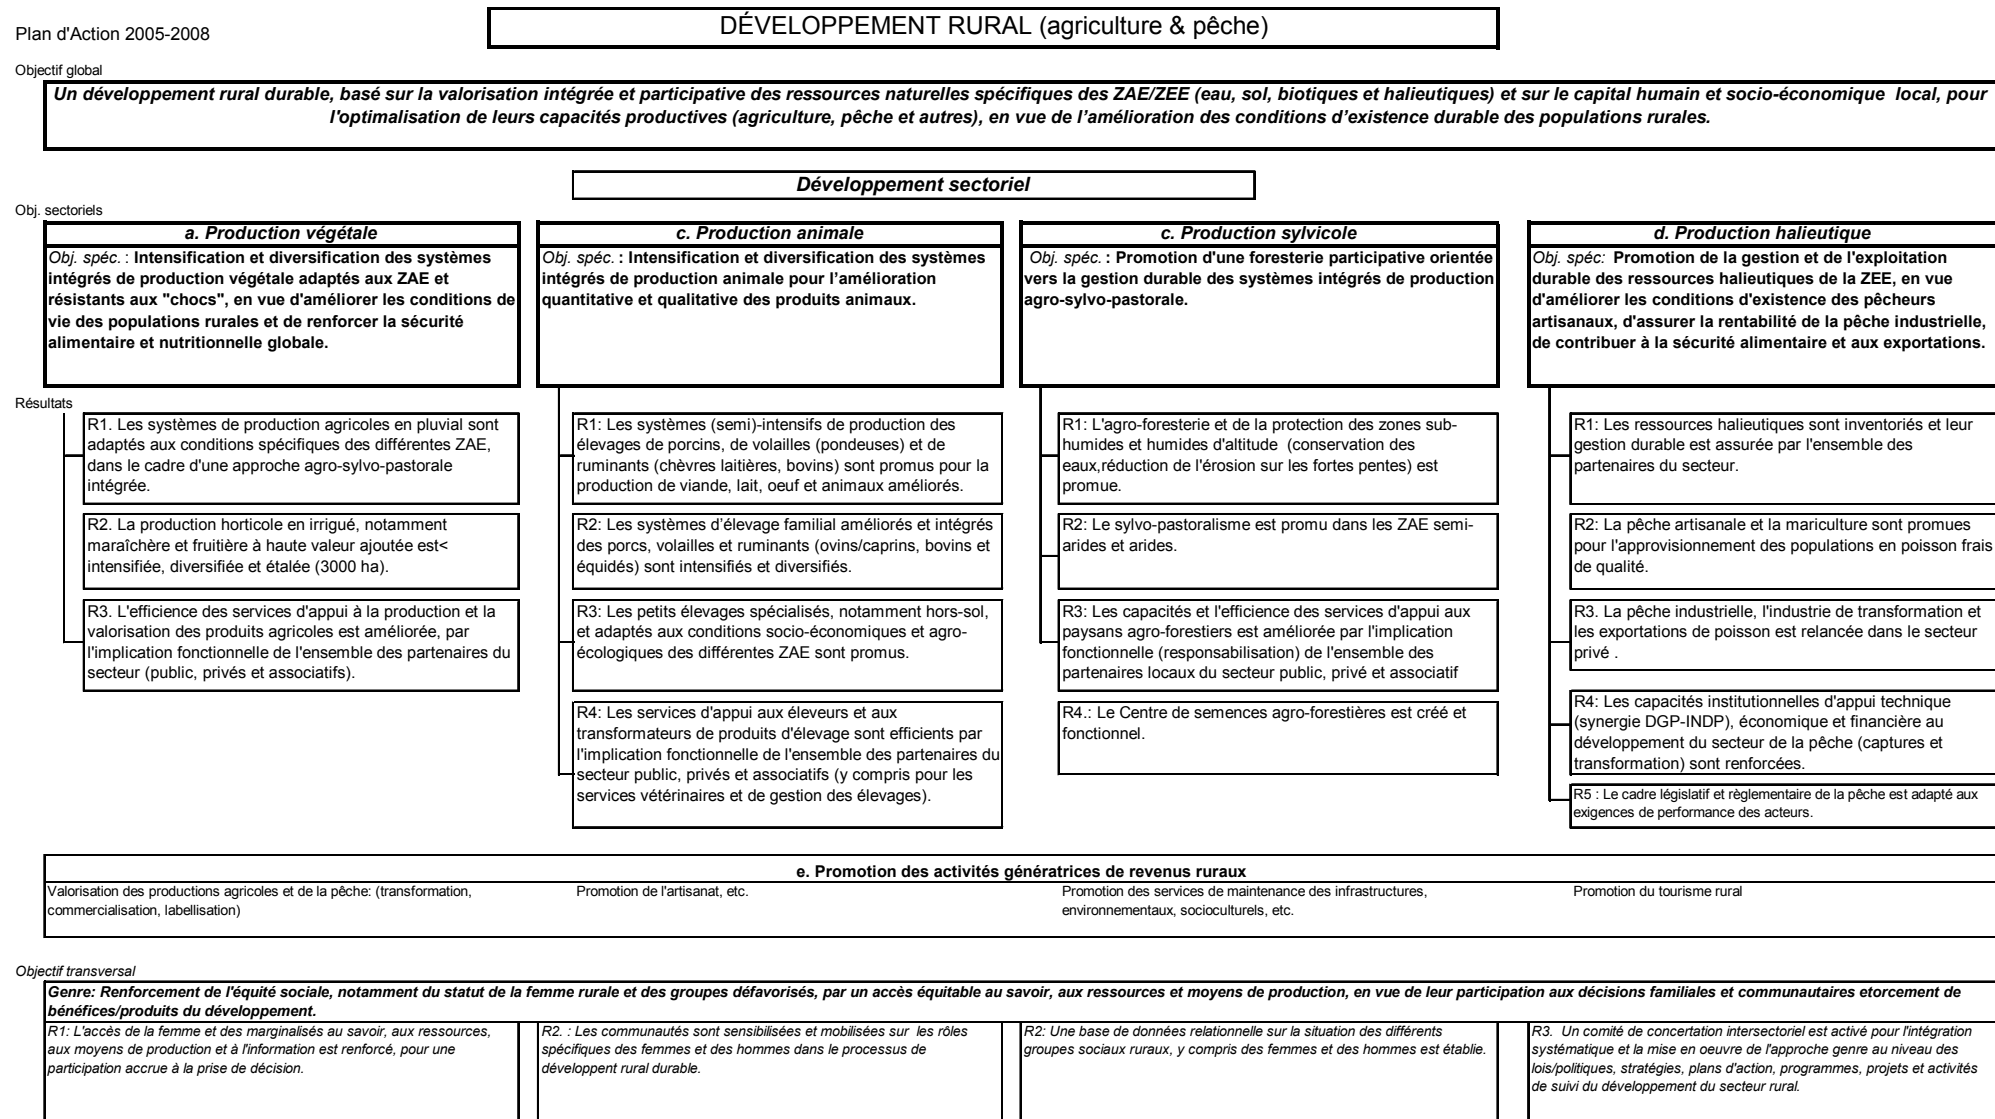 Plan d'Action 2005-2008
DÉVELOPPEMENT RURAL (agriculture & pêche)
Objectif global
Un développement rural durable, basé sur la valorisation intégrée et participative des ressources naturelles spécifiques des ZAE/ZEE (eau, sol, biotiques et halieutiques) et sur le capital humain et socio-économique local, pour
l'optimalisation de leurs capacités productives (agriculture, pêche et autres), en vue de l'amélioration des conditions d'existence durable des populations rurales.
Développement sectoriel
Obj. sectoriels
a. Production végétale
Obj. spéc. : Intensification et diversification des systèmes
intégrés de production végétale adaptés aux ZAE et
résistants aux "chocs", en vue d'améliorer les conditions de
vie des populations rurales et de renforcer la sécurité
alimentaire et nutritionnelle globale.
c. Production animale
Obj. spéc. : Intensification et diversification des systèmes
intégrés de production animale pour l'amélioration
quantitative et qualitative des produits animaux.
c. Production sylvicole
Obj. spéc. : Promotion d'une foresterie participative orientée
vers la gestion durable des systèmes intégrés de production
agro-sylvo-pastorale.
d. Production halieutique
Obj. spéc: Promotion de la gestion et de l'exploitation
durable des ressources halieutiques de la ZEE, en vue
d'améliorer les conditions d'existence des pêcheurs
artisanaux, d'assurer la rentabilité de la pêche industrielle,
de contribuer à la sécurité alimentaire et aux exportations.
Résultats
R1. Les systèmes de production agricoles en pluvial sont
adaptés aux conditions spécifiques des différentes ZAE,
dans le cadre d'une approche agro-sylvo-pastorale
intégrée.
R2. La production horticole en irrigué, notamment
maraîchère et fruitière à haute valeur ajoutée est<
intensifiée, diversifiée et étalée (3000 ha).
R3. L'efficience des services d'appui à la production et la
valorisation des produits agricoles est améliorée, par
l'implication fonctionnelle de l'ensemble des partenaires du
secteur (public, privés et associatifs).
R1: Les systèmes (semi)-intensifs de production des
élevages de porcins, de volailles (pondeuses) et de
ruminants (chèvres laitières, bovins) sont promus pour la
production de viande, lait, oeuf et animaux améliorés.
R2: Les systèmes d'élevage familial améliorés et intégrés
des porcs, volailles et ruminants (ovins/caprins, bovins et
équidés) sont intensifiés et diversifiés.
R3: Les petits élevages spécialisés, notamment hors-sol,
et adaptés aux conditions socio-économiques et agro-
écologiques des différentes ZAE sont promus.
R4: Les services d'appui aux éleveurs et aux
transformateurs de produits d'élevage sont efficients par
l'implication fonctionnelle de l'ensemble des partenaires du
secteur public, privés et associatifs (y compris pour les
services vétérinaires et de gestion des élevages).
R1: L'agro-foresterie et de la protection des zones sub-
humides et humides d'altitude (conservation des
eaux,réduction de l'érosion sur les fortes pentes) est
promue.
R2: Le sylvo-pastoralisme est promu dans les ZAE semi-
arides et arides.
R3: Les capacités et l'efficience des services d'appui aux
paysans agro-forestiers est améliorée par l'implication
fonctionnelle (responsabilisation) de l'ensemble des
partenaires locaux du secteur public, privé et associatif
R4.: Le Centre de semences agro-forestières est créé et
fonctionnel.
R1: Les ressources halieutiques sont inventoriés et leur
gestion durable est assurée par l'ensemble des
partenaires du secteur.
R2: La pêche artisanale et la mariculture sont promues
pour l'approvisionnement des populations en poisson frais
de qualité.
R3. La pêche industrielle, l'industrie de transformation et
les exportations de poisson est relancée dans le secteur
privé .
R4: Les capacités institutionnelles d'appui technique
(synergie DGP-INDP), économique et financière au
développement du secteur de la pêche (captures et
transformation) sont renforcées.
R5 : Le cadre législatif et règlementaire de la pêche est adapté aux
exigences de performance des acteurs.
e. Promotion des activités génératrices de revenus ruraux
Valorisation des productions agricoles et de la pêche: (transformation,
commercialisation, labellisation)
Promotion de l'artisanat, etc.
Promotion des services de maintenance des infrastructures,
environnementaux, socioculturels, etc.
Promotion du tourisme rural
Objectif transversal
Genre: Renforcement de l'équité sociale, notamment du statut de la femme rurale et des groupes défavorisés, par un accès équitable au savoir, aux ressources et moyens de production, en vue de leur participation aux décisions familiales et communautaires etorcement de
bénéfices/produits du développement.
R1: L'accès de la femme et des marginalisés au savoir, aux ressources,
aux moyens de production et à l'information est renforcé, pour une
participation accrue à la prise de décision.
R2. : Les communautés sont sensibilisées et mobilisées sur les rôles
spécifiques des femmes et des hommes dans le processus de
développent rural durable.
R2: Une base de données relationnelle sur la situation des différents
groupes sociaux ruraux, y compris des femmes et des hommes est établie.
R3. Un comité de concertation intersectoriel est activé pour l'intégration
systématique et la mise en oeuvre de l'approche genre au niveau des
lois/politiques, stratégies, plans d'action, programmes, projets et activités
de suivi du développement du secteur rural.